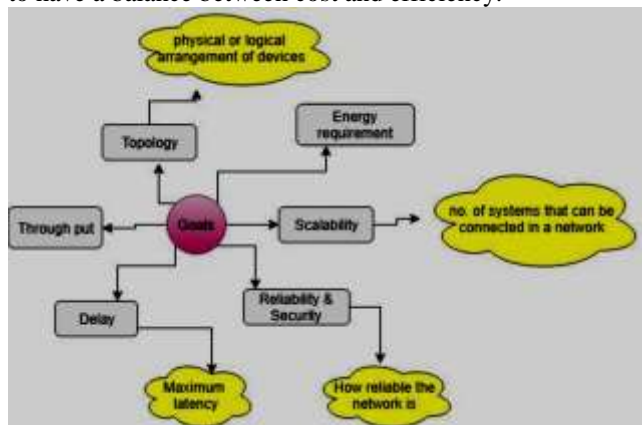 to have a balance between cost and efficiency.
physical or logical
arrangement of devices
Energy
requirement
Topology
Through put
Goals
Scalability
no. of systems that can be
connected in a network
Reliability &
Security
Delay
Maximum
latency
How reliable the
network is